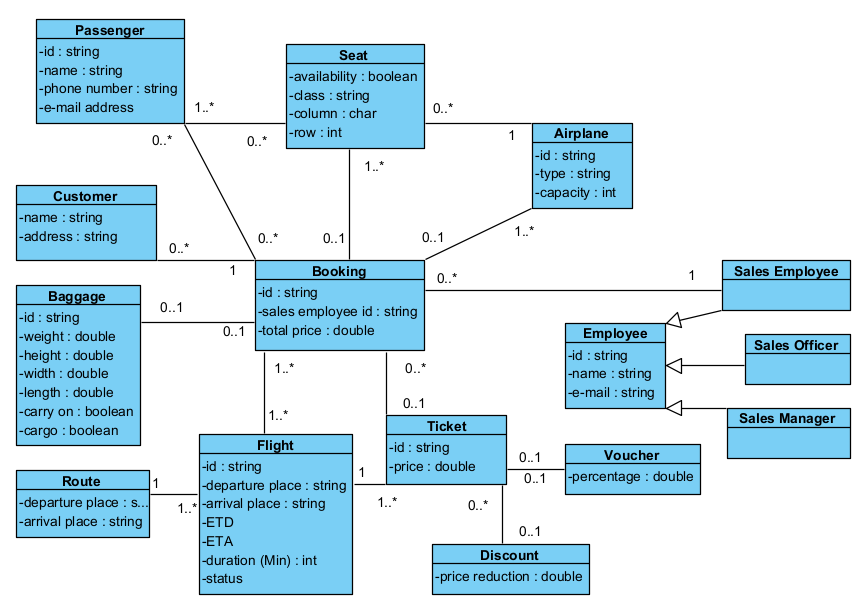 Passenger
-id : string
-name : string
-phone number : string
-e-mail address
Seat
-availability : boolean
-class : string
-column : char
-row : int
1..*
0..*
0..*
1
0..*
0..*
Airplane
-id : string
-type : string
-capacity : int
1..*
0..1
0..1
1..*
Customer
-name : string
-address : string
0..*
1
Booking
-id : string
-sales employee id : string
-total price : double
0..*
1
Sales Employee
Baggage
-id : string
-weight : double
-height : double
-width : double
-length : double
-carry on : boolean
-cargo : boolean
0..1
0..1
Employee
-id : string
-name : string
-e-mail : string
Sales Officer
Sales Manager
1..*
1..*
0..*
0..1
Flight
-id : string
-departure place : string
-arrival place : string
-ETD
-ETA
-duration (Min) : int
-status
Ticket
-id : string
-price : double
1
1..*
0..1
0..1
Voucher
-percentage : double
Route
-departure place : s...
-arrival place : string
1
1..*
0..*
0..1
Discount
-price reduction : double